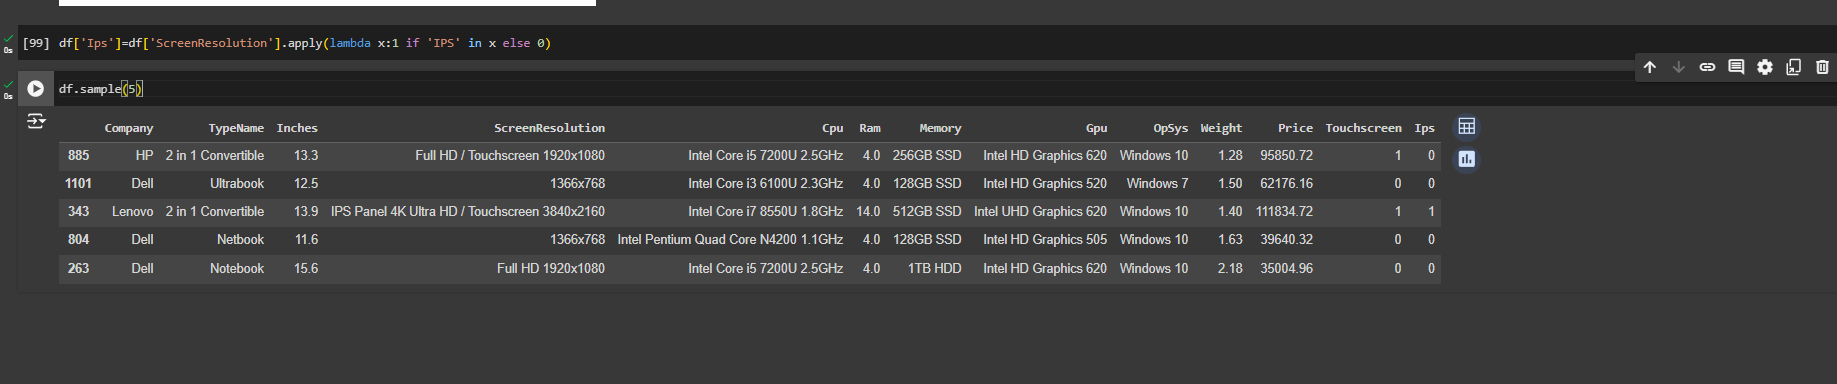 [99] df['Ips']=df['ScreenResolution'].apply(lambda x:1 if 'IPS' in x else 0)
0s
df.sample(5)
0s
Company TypeName Inches ScreenResolution Cpu Ram Memory Gpu OpSys Weight Price Touchscreen Ips
885 HP 2 in 1 Convertible 13.3 Full HD / Touchscreen 1920x1080 Intel Core i5 7200U 2.5GHz 4.0 256GB SSD Intel HD Graphics 620 Windows 10 1.28 95850.72 1 0
1101 Dell Ultrabook 12.5 1366x768 Intel Core i3 6100U 2.3GHz 4.0 128GB SSD Intel HD Graphics 520 Windows 7 1.50 62176.16 0 0
343 Lenovo 2 in 1 Convertible 13.9 IPS Panel 4K Ultra HD / Touchscreen 3840x2160 Intel Core i7 8550U 1.8GHz 14.0 512GB SSD Intel UHD Graphics 620 Windows 10 1.40 111834.72 1 1
804 Dell Netbook 11.6 1366x768 Intel Pentium Quad Core N4200 1.1GHz 4.0 128GB SSD Intel HD Graphics 505 Windows 10 1.63 39640.32 0 0
263 Dell Notebook 15.6 Full HD 1920x1080 Intel Core i5 7200U 2.5GHz 4.0 1TB HDD Intel HD Graphics 620 Windows 10 2.18 35004.96 0 0